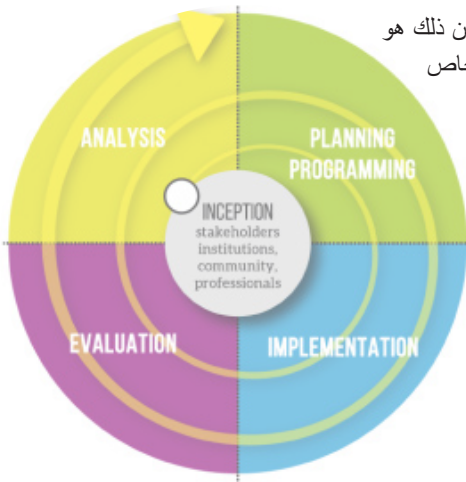 ن ذلك هو
خاص
ANALYSIS
PLANNING
PROGRAMMING
INCEPTION
stakeholders
institutions,
community,
professionals
EVALUATION
IMPLEMENTATION